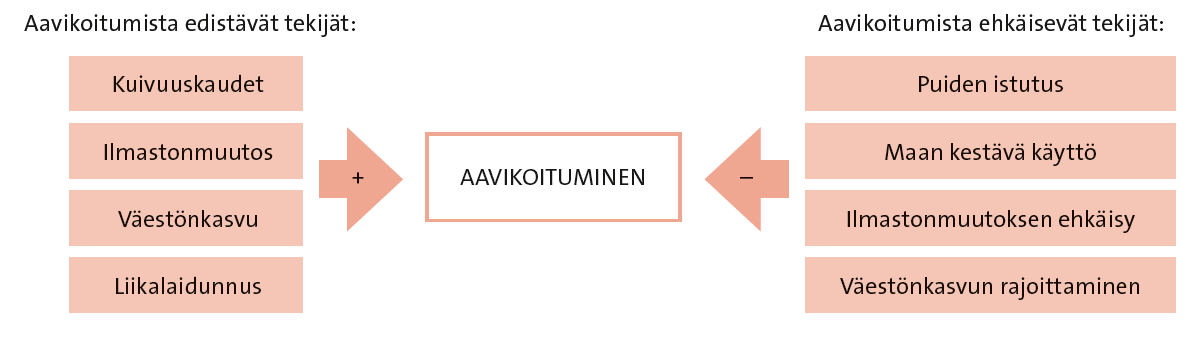 Aavikoitumista edistävät tekijät:
Kuivuuskaudet
Ilmastonmuutos
Väestönkasvu
Liikalaidunnus
+
AAVIKOITUMINEN
–
Aavikoitumista ehkäisevät tekijät:
Puiden istutus
Maan kestävä käyttö
Ilmastonmuutoksen ehkäisy
Väestönkasvun rajoittaminen